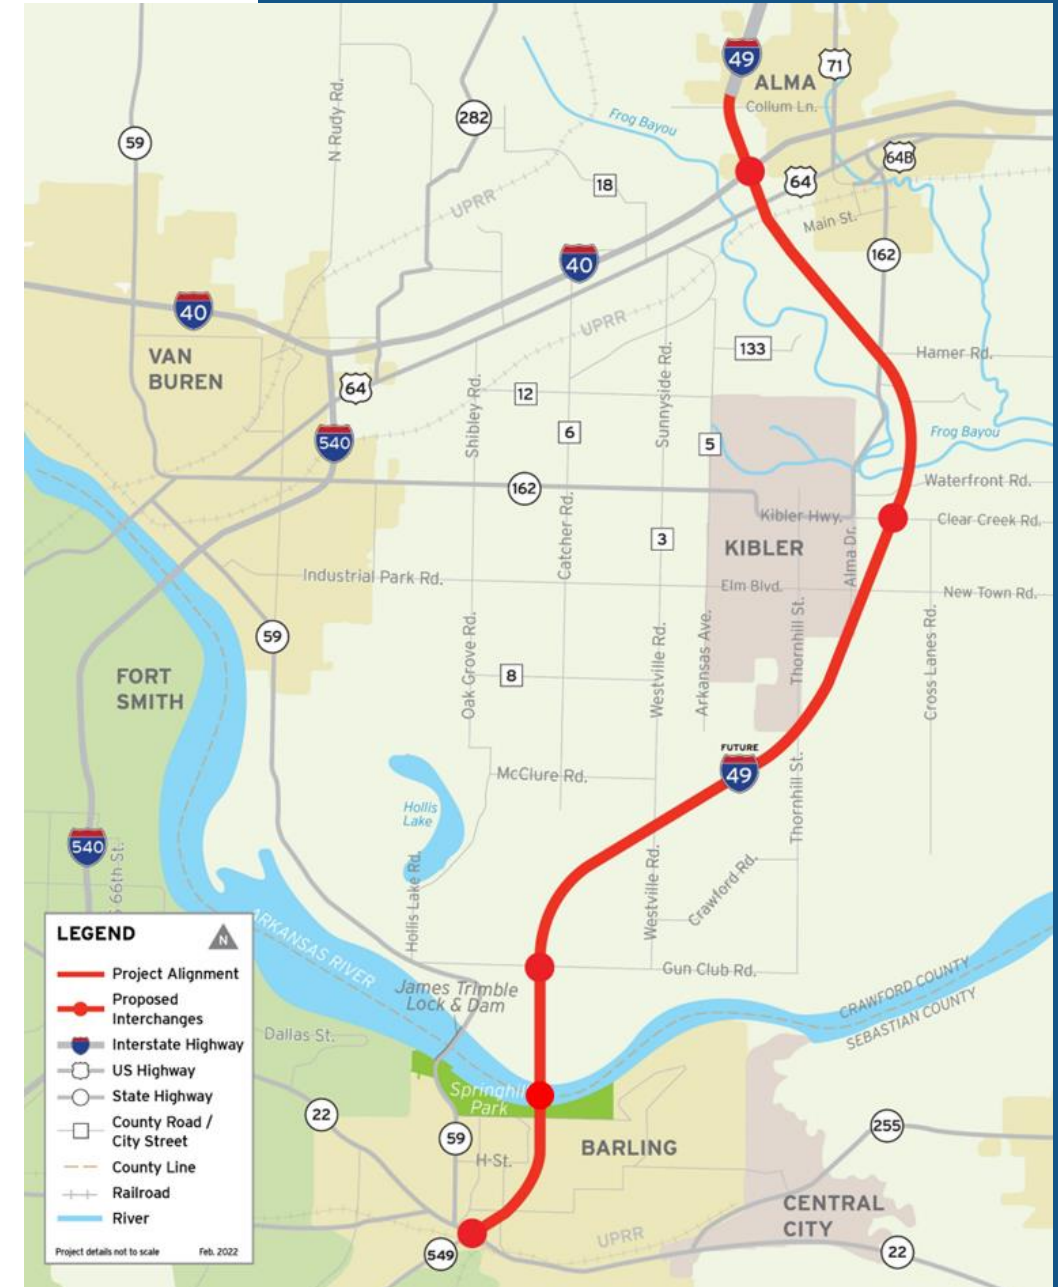 49
ALMA
71
Collum Ln.
59
282
N Rudy Rd.
Frog Bayou
64B
18
64
UPRR
Main St.
40
162
40
UPRR
133
Hamer Rd.
VAN
BUREN
64
12
Shibley Rd.
Sunnyside Rd.
6
5
Frog Bayou
540
162
Waterfront Rd.
Kibler Hwy.
Clear Creek Rd.
Catcher Rd.
3
KIBLER
Alma Dr.
Industrial Park Rd.
Elm Blvd.
New Town Rd.
59
FORT
SMITH
Oak Grove Rd.
8
Westville Rd.
Arkansas Ave.
Thornhill St.
Cross Lanes Rd.
FUTURE
49
McClure Rd.
Thornhill St.
Hollis
Lake
540
S 66th St.
Hollis Lake Rd.
Westville Rd.
Crawford Rd.
ARKANSAS RIVER
Gun Club Rd.
James Trimble
Lock & Dam
CRAWFORD COUNTY
SEBASTIAN COUNTY
Dallas St.
Springhill
Park
22
59
255
BARLING
H-St.
CENTRAL
CITY
UPRR
549
22
LEGEND
N
Project Alignment
Proposed
Interchanges
Interstate Highway
US Highway
State Highway
County Road /
City Street
County Line
Railroad
River
Project details not to scale Feb. 2022